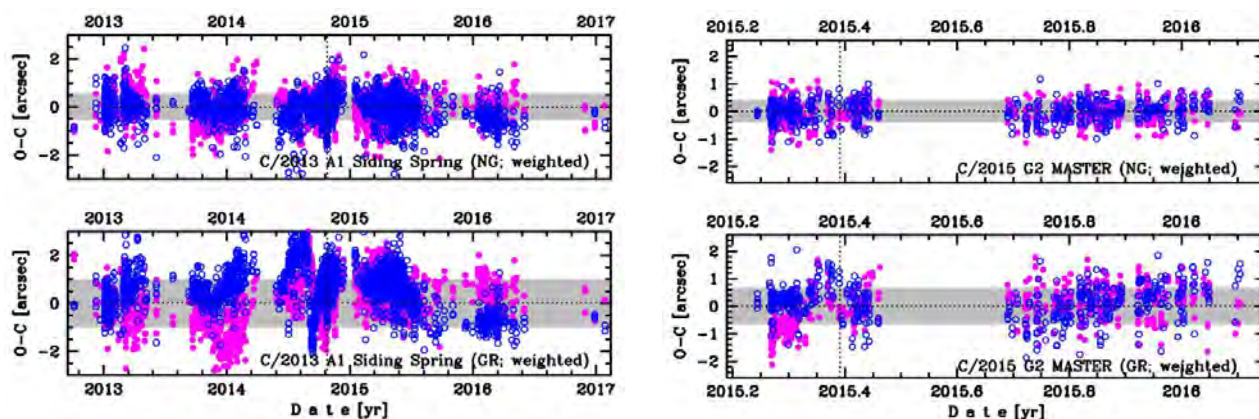 2013 2014 2015 2016 2017
O-C [arcsec]
2
0
-2
C/2013 A1 Siding Spring (NG; weighted)
2013 2014 2015 2016 2017
O-C [arcsec]
2
0
-2
C/2013 A1 Siding Spring (GR; weighted)
2013 2014 2015 2016 2017
Date [yr]
2015.2 2015.4 2015.6 2015.8 2016
O-C [arcsec]
2
1
0
-1
-2
C/2015 G2 MASTER (NG; weighted)
2015.2 2015.4 2015.6 2015.8 2016
O-C [arcsec]
2
1
0
-1
-2
C/2015 G2 MASTER (GR; weighted)
2015.2 2015.4 2015.6 2015.8 2016
Date [yr]